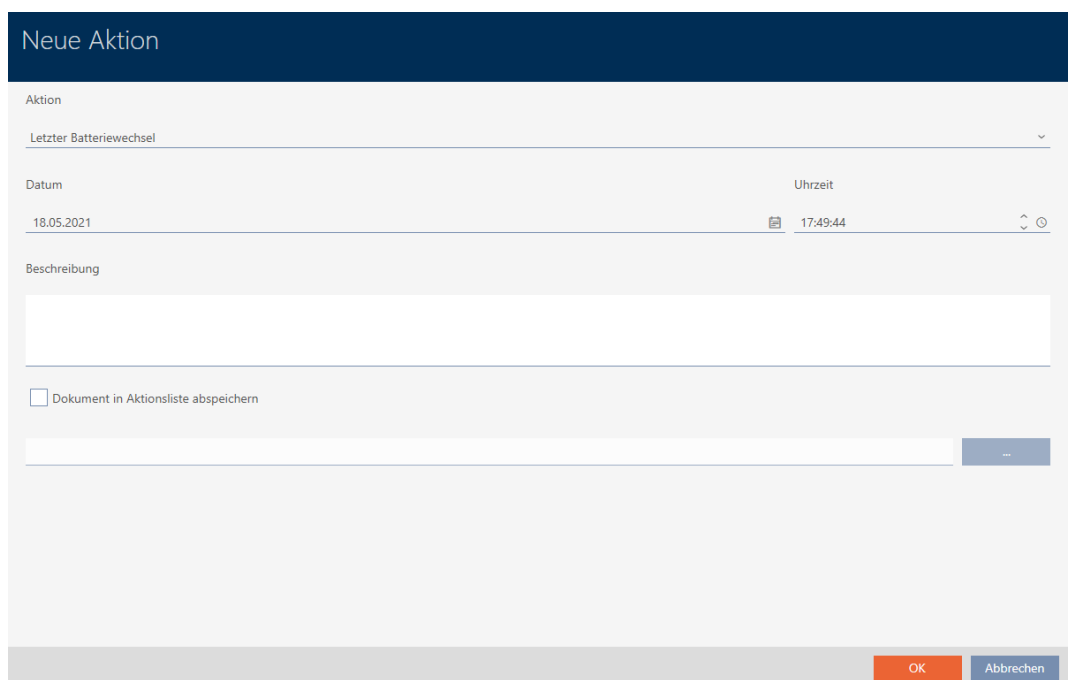 Neue Aktion
Aktion
Letzter Batteriewechsel
Datum Uhrzeit
18.05.2021 17:49:44
Beschreibung
Dokument in Aktionsliste abspeichern
...
OK Abbrechen